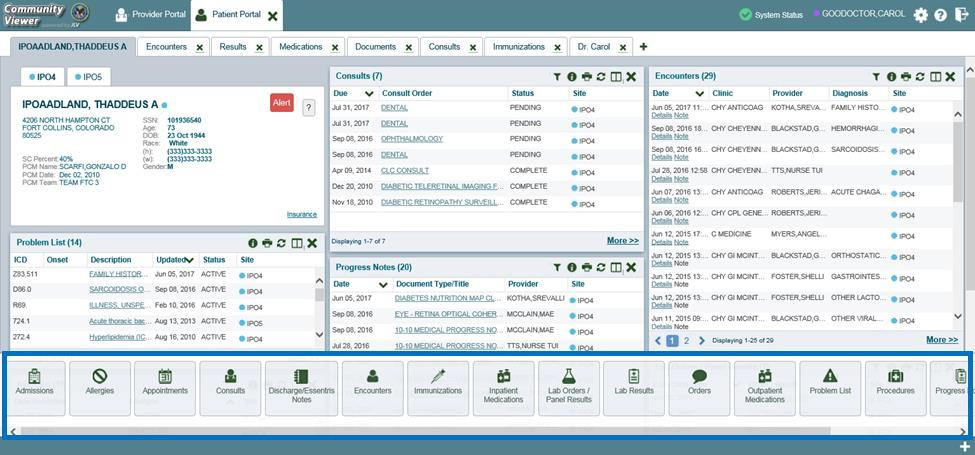 Community
Viewer
powered by JLV
Provider Portal
Patient Portal
System Status
GOODOCTOR,CAROL
IPOAADLAND,THADDEUS A
Encounters
Results
Medications
Documents
Consults
Immunizations
Dr. Carol
IPO4
IPO5
IPOAADLAND, THADDEUS A
Alert
?
4206 NORTH HAMPTON CT
FORT COLLINS, COLORADO
80525
SSN: 101936540
Age: 73
DOB: 23 Oct 1944
Race: White
(h): (333)333-3333
(w): (333)333-3333
Gender:M
SC Percent:40%
PCM Name:SCARFI,GONZALO D
PCM Date: Dec 02, 2010
PCM Team:TEAM FTC 3
Insurance
Problem List (14)
ICD Onset Description Updated Status Site
Z83.511 FAMILY HISTOR... Jun 05, 2017 ACTIVE IPO4
D86.0 SARCOIDOSIS O... Sep 08, 2016 ACTIVE IPO4
R69. ILLNESS, UNSPE... Feb 10, 2016 ACTIVE IPO4
724.1 Acute thoracic bac... Aug 13, 2013 ACTIVE IPO5
272.4 Hyperlipidemia (IC... Aug 16, 2010 ACTIVE IPO4
Consults (7)
Due Consult Order Status Site
Jul 31, 2017 DENTAL PENDING IPO4
Jul 31, 2017 DENTAL PENDING IPO4
Sep 08, 2016 OPHTHALMOLOGY PENDING IPO4
Sep 08, 2016 DENTAL PENDING IPO4
Apr 09, 2014 CLC CONSULT COMPLETE IPO4
Dec 20, 2010 DIABETIC TELERETINAL IMAGING F... COMPLETE IPO4
Nov 18, 2010 DIABETIC RETINOPATHY SURVEILL... COMPLETE IPO4
Displaying 1-7 of 7
More >>
Progress Notes (20)
Date Document Type/Title Provider Site
Jun 05, 2017 DIABETES NUTRITION MAP CL... KOTHA,SREVALLI IPO4
Sep 08, 2016 EYE - RETINA OPTICAL COHER... MCCLAIN,MAE IPO4
Sep 08, 2016 10-10 MEDICAL PROGRESS NO... MCCLAIN,MAE IPO4
Jul 28, 2016 10-10 MEDICAL PROGRESS NO... TTS,NURSE TUI IPO4
Encounters (29)
Date Clinic Provider Diagnosis Site
Jun 05, 2017 11:... CHY ANTICOAG KOTHA,SREVA... FAMILY HISTO... IPO4
Details Note
Sep 08, 2016 18... CHY CHEYENN... BLACKSTAD,G... HEMORRHAGI... IPO4
Details Note
Sep 08, 2016 16... CHY CHEYENN... BLACKSTAD,G... SARCOIDOSIS... IPO4
Details Note
Jul 28, 2016 12:58 CHY CHEYENN... TTS,NURSE TUI IPO4
Details Note
Jun 07, 2016 13:... CHY ANTICOAG ROBERTS,JERI... ACUTE CHAGA... IPO4
Details Note
Jun 06, 2016 12:... CHY CPL GENE... ROBERTS,JERI... IPO4
Details Note
Jun 12, 2015 17:... C MEDICINE MYERS,ANGEL... IPO4
Details Note
Jun 12, 2015 13:... CHY GI MCINT... BLACKSTAD,G... ORTHOSTATIC... IPO4
Details Note
Jun 12, 2015 13:... CHY GI MCINT... FOSTER,SHELLI GASTROINTES... IPO4
Details Note
Jun 12, 2015 13:... CHY GI MCINT... FOSTER,SHELLI OTHER LACTO... IPO4
Details Note
Jun 11, 2015 09:... CHY GI MCINT... BLACKSTAD,G... OTHER VIRAL... IPO4
Details Note
1 2
Displaying 1-25 of 29
More >>
Admissions
Allergies
Appointments
Consults
Discharge/Essentris
Notes
Encounters
Immunizations
Inpatient
Medications
Lab Orders /
Panel Results
Lab Results
Orders
Outpatient
Medications
Problem List
Procedures
Progress